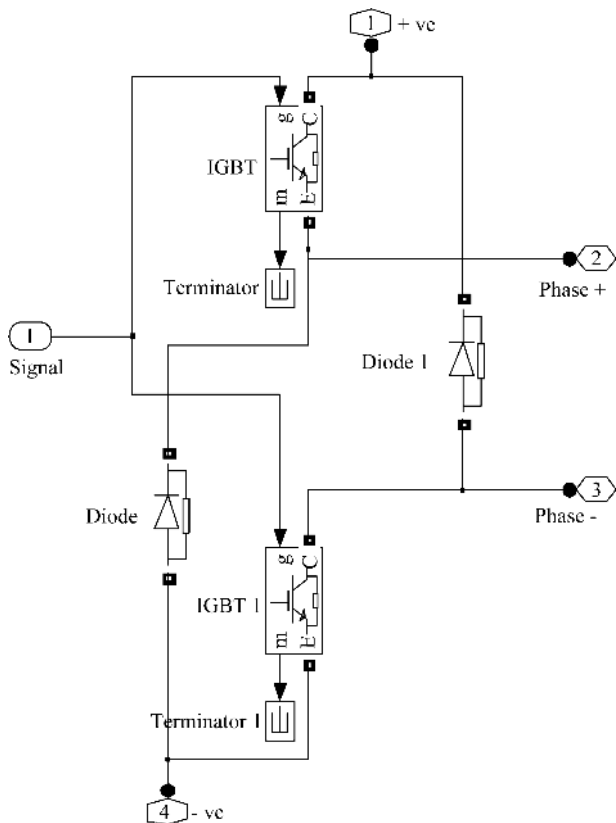 1
+ ve
g
C
IGBT
m
E
2
Terminator
Phase +
1
Signal
Diode 1
3
Diode
Phase -
g
C
IGBT 1
m
E
Terminator 1
4
- ve